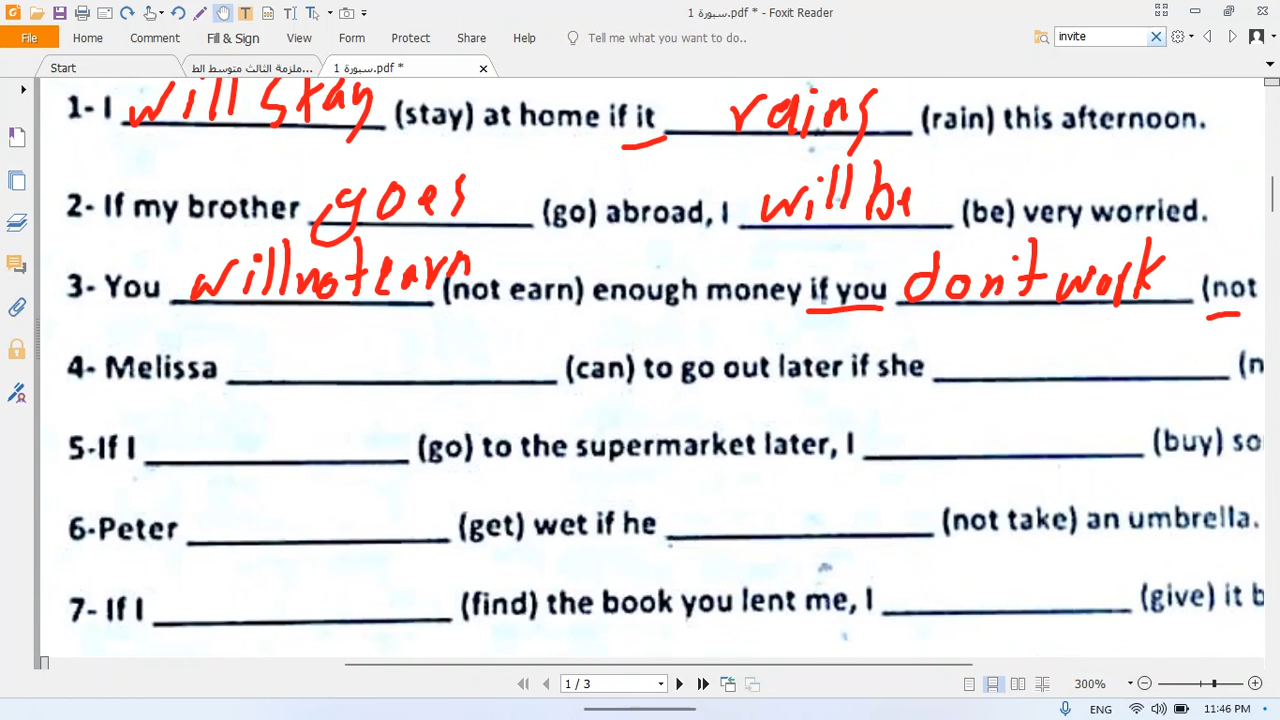 سبورة 1.pdf * - Foxit Reader
File Home Comment Fill & Sign View Form Protect Share Help Tell me what you want to do.. invite
Start ملزمة الثالث متوسط الط... سبورة 1.pdf *
1- I will stay (stay) at home if it rains (rain) this afternoon.
2- If my brother goes (go) abroad, I will be (be) very worried.
3- You will not earn (not earn) enough money if you don't work (not
4- Melissa (can) to go out later if she (n
5-If I (go) to the supermarket later, I (buy) so
6-Peter (get) wet if he (not take) an umbrella.
7- If I (find) the book you lent me, I (give) it b
1 / 3 300%
ENG 11:46 PM